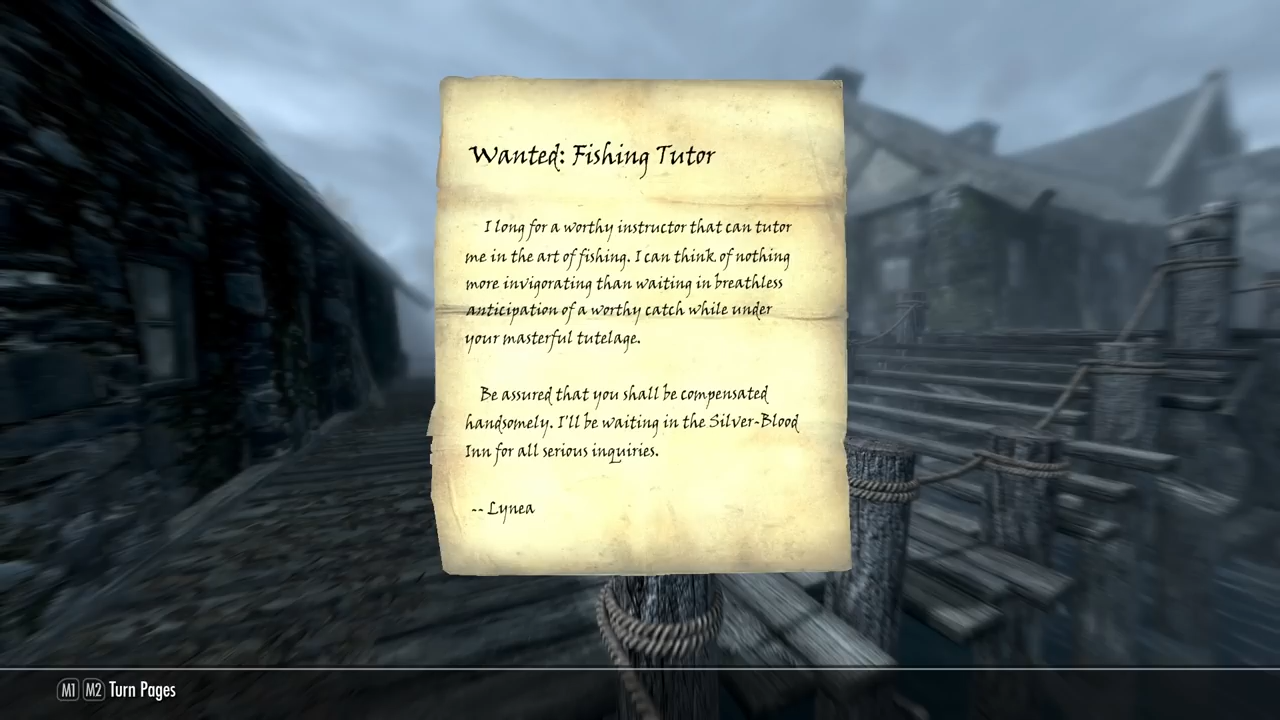 Wanted: Fishing Tutor
I long for a worthy instructor that can tutor
me in the art of fishing. I can think of nothing
more invigorating than waiting in breathless
anticipation of a worthy catch while under
your masterful tutelage.
Be assured that you shall be compensated
handsomely. I'll be waiting in the Silver-Blood
Inn for all serious inquiries.
-- Lynea
M1 M2 Turn Pages